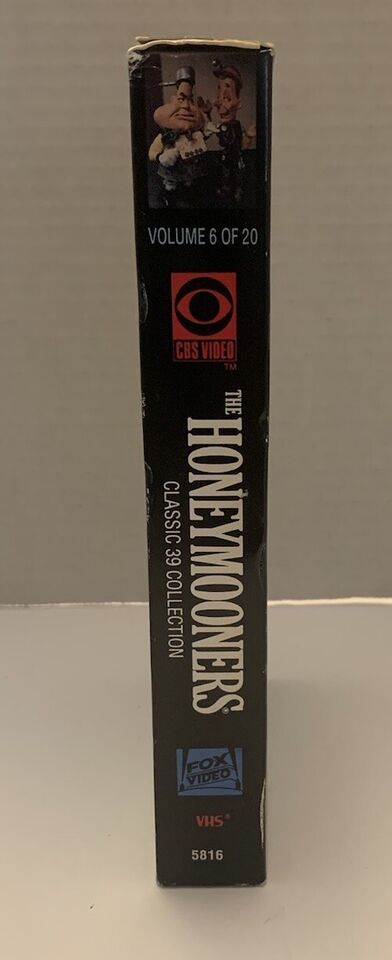 VOLUME 6 OF 20
CBS VIDEO
TM
THE HONEYMOONERS®
CLASSIC 39 COLLECTION
FOX
VIDEO
VHS®
5816